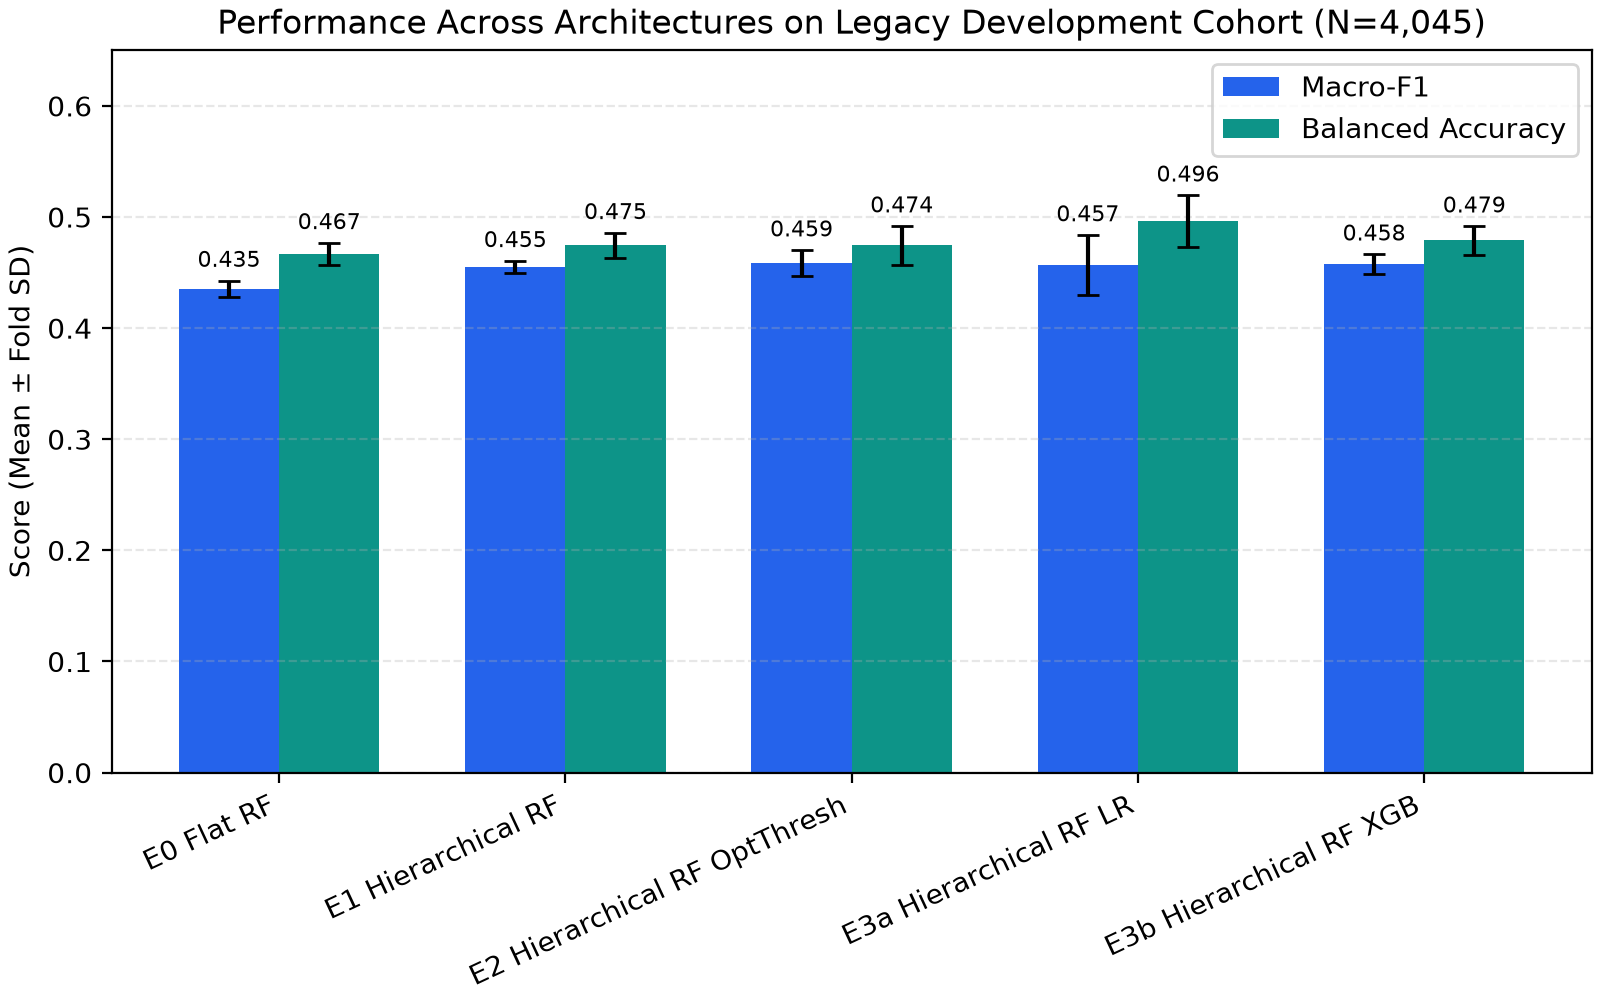 Performance Across Architectures on Legacy Development Cohort (N=4,045)
Macro-F1
Balanced Accuracy
Score (Mean ± Fold SD)
0.6
0.5
0.4
0.3
0.2
0.1
0.0
0.435
0.467
0.455
0.475
0.459
0.474
0.457
0.496
0.458
0.479
E0 Flat RF
E1 Hierarchical RF
E2 Hierarchical RF OptThresh
E3a Hierarchical RF LR
E3b Hierarchical RF XGB